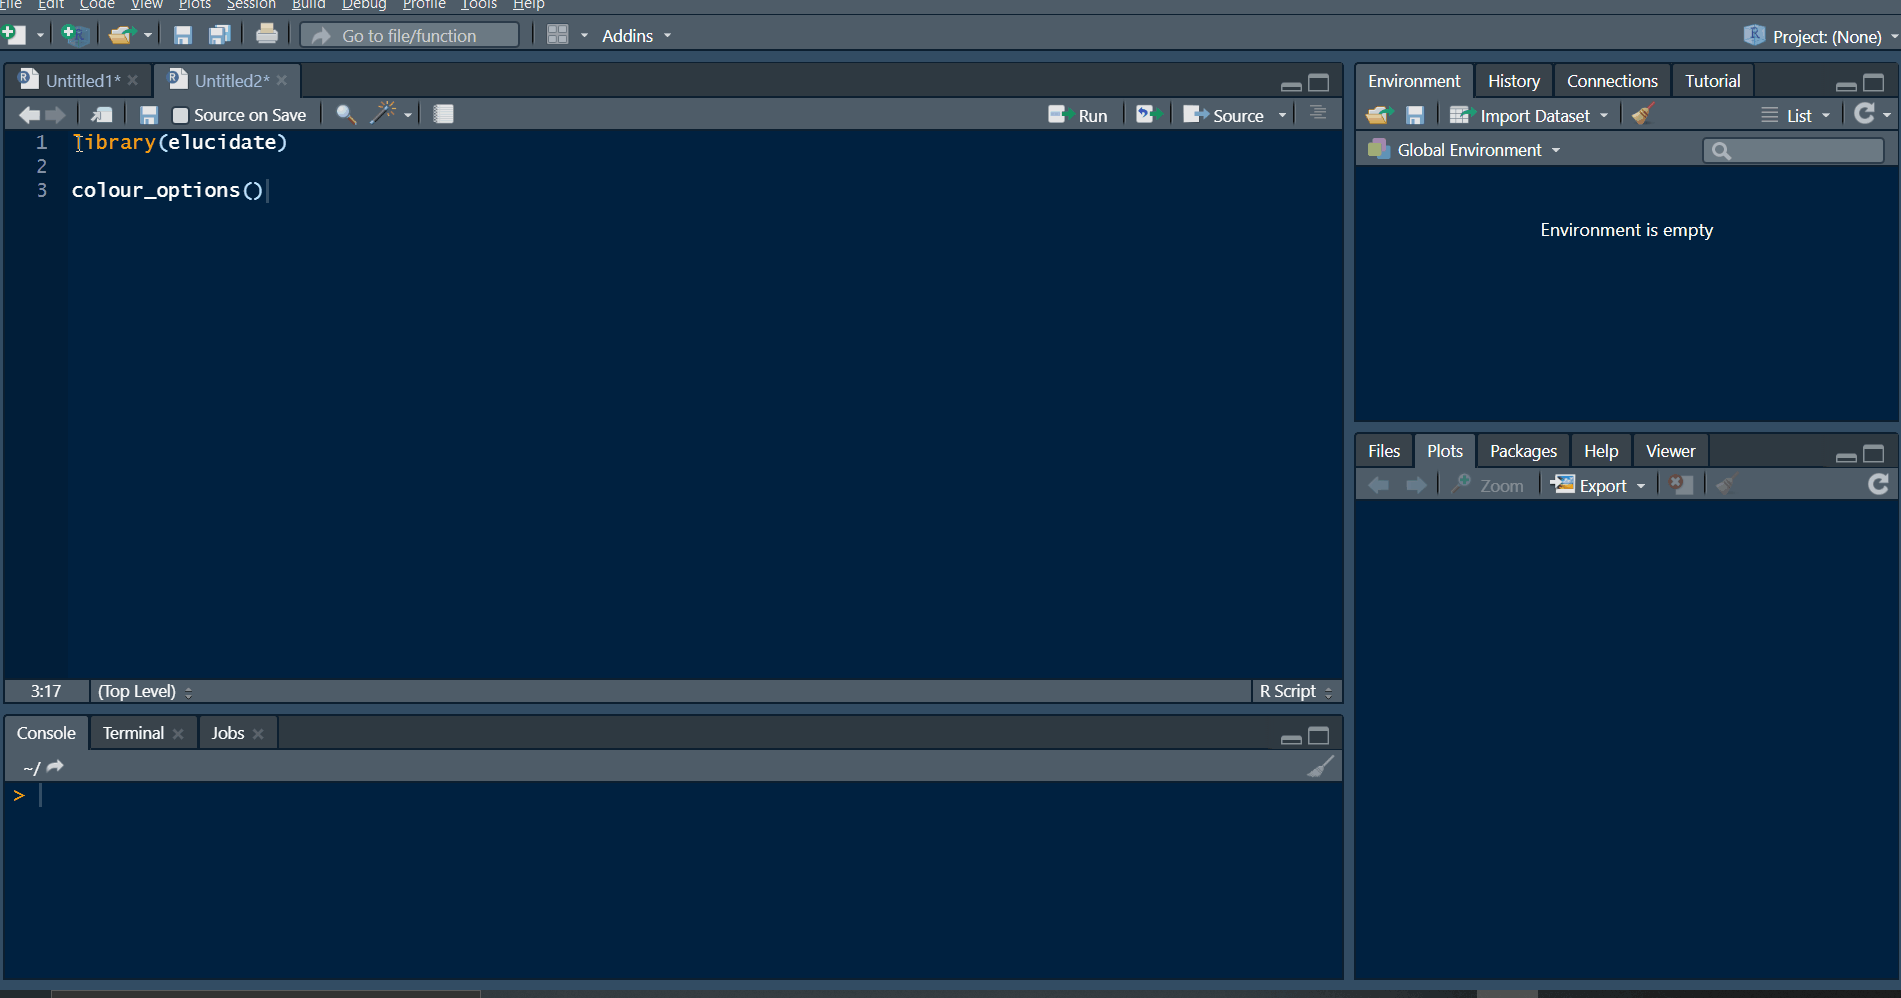 File Edit Code View Plots Session Build Debug Profile Tools Help
Go to file/function Addins R Project: (None)
Untitled1* Untitled2*
Source on Save Run Source
1 library(elucidate)
2
3 colour_options()
3:17 (Top Level) R Script
Console Terminal Jobs
~/
>
Environment History Connections Tutorial
Import Dataset List
Global Environment
Environment is empty
Files Plots Packages Help Viewer
Zoom Export